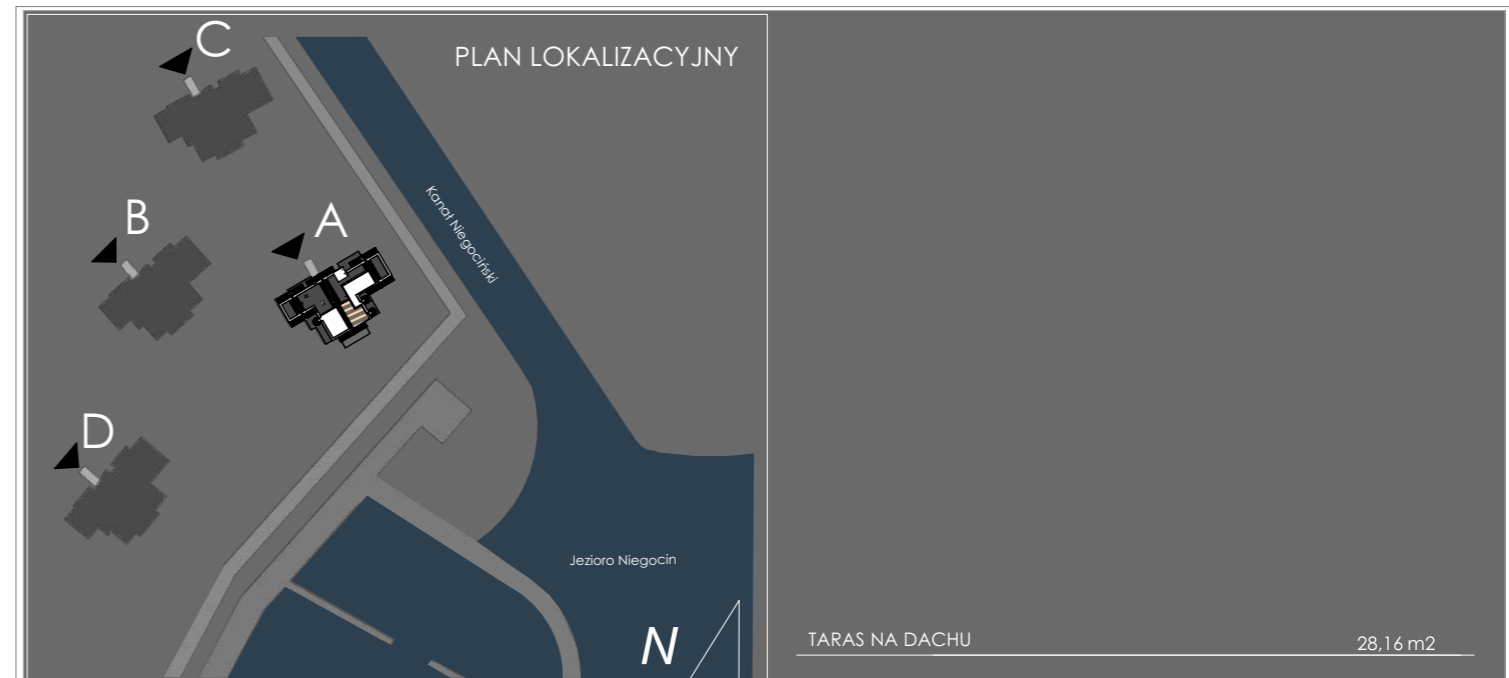 PLAN LOKALIZACYJNY
C
B
A
Kanał Niegociński
D
Jezioro Niegocin
N
TARAS NA DACHU 28,16 m2